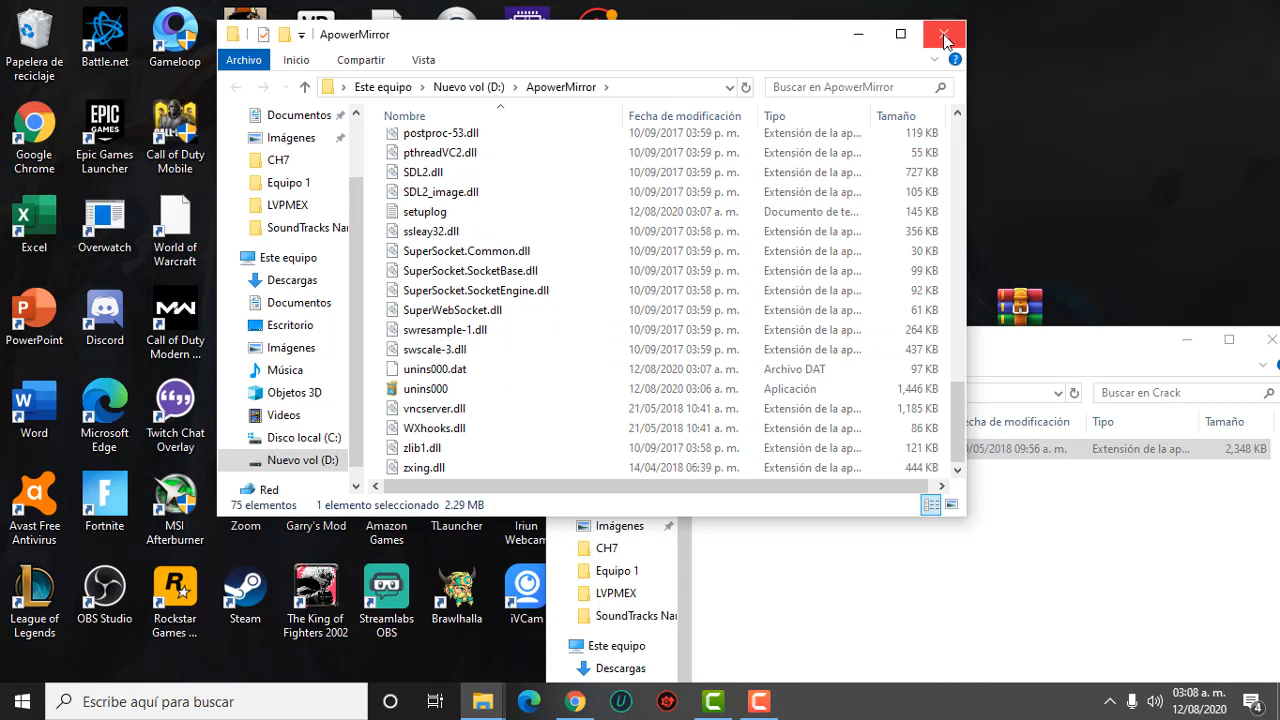 ApowerMirror
Archivo Inicio Compartir Vista
Este equipo > Nuevo vol (D:) > ApowerMirror > Buscar en ApowerMirror
Nombre Fecha de modificación Tipo Tamaño
postproc-53.dll 10/09/2017 03:59 p. m. Extensión de la ap... 119 KB
pthreadVC2.dll 10/09/2017 03:59 p. m. Extensión de la ap... 55 KB
SDL2.dll 10/09/2017 03:59 p. m. Extensión de la ap... 727 KB
SDL2_image.dll 10/09/2017 03:59 p. m. Extensión de la ap... 105 KB
setuplog 12/08/2020 03:07 a. m. Documento de te... 145 KB
ssleay32.dll 10/09/2017 03:58 p. m. Extensión de la ap... 356 KB
SuperSocket.Common.dll 10/09/2017 03:59 p. m. Extensión de la ap... 30 KB
SuperSocket.SocketBase.dll 10/09/2017 03:59 p. m. Extensión de la ap... 99 KB
SuperSocket.SocketEngine.dll 10/09/2017 03:59 p. m. Extensión de la ap... 92 KB
SuperWebSocket.dll 10/09/2017 03:59 p. m. Extensión de la ap... 61 KB
swresample-1.dll 10/09/2017 03:59 p. m. Extensión de la ap... 264 KB
swscale-3.dll 10/09/2017 03:59 p. m. Extensión de la ap... 437 KB
unins000.dat 12/08/2020 03:07 a. m. Archivo DAT 97 KB
unins000 12/08/2020 03:06 a. m. Aplicación 1,446 KB
vncserver.dll 21/05/2018 10:41 a. m. Extensión de la ap... 1,185 KB
WXhooks.dll 21/05/2018 10:41 a. m. Extensión de la ap... 86 KB
zlib1.dll 10/09/2017 03:58 p. m. Extensión de la ap... 121 KB
zxing.dll 14/04/2018 06:39 p. m. Extensión de la ap... 444 KB
75 elementos 1 elemento seleccionado 2.29 MB
Documentos
Imágenes
CH7
Equipo 1
LVPMEX
SoundTracks Nar
Este equipo
Descargas
Documentos
Escritorio
Imágenes
Música
Objetos 3D
Videos
Disco local (C:)
Nuevo vol (D:)
Red
Papelera de
reciclaje
Battle.net
Gameloop
Google
Chrome
EPIC
GAMES
Epic Games
Launcher
Call of Duty
Mobile
Excel
Overwatch
World of
Warcraft
PowerPoint
Discord
Call of Duty
Modern ...
Word
Microsoft
Edge
Twitch Chat
Overlay
Avast Free
Antivirus
Fortnite
MSI
Afterburner
Zoom
Garry's Mod
Amazon
Games
TLauncher
Iriun
Webcam
League of
Legends
OBS Studio
Rockstar
Games ...
Steam
The King of
Fighters 2002
Streamlabs
OBS
Brawlhalla
iVCam
Buscar en Crack
cha de modificación Tipo Tamaño
/05/2018 09:56 a. m. Extensión de la ap... 2,348 KB
Imágenes
CH7
Equipo 1
LVPMEX
SoundTracks Nar
Este equipo
Descargas
Escribe aquí para buscar
03:08 a. m.
12/08/2020
4